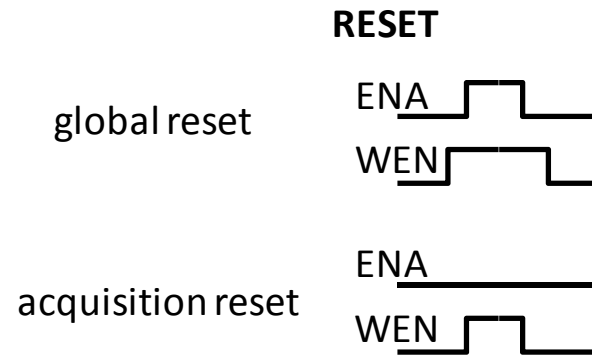 RESET
global reset
ENA
WEN
acquisition reset
ENA
WEN